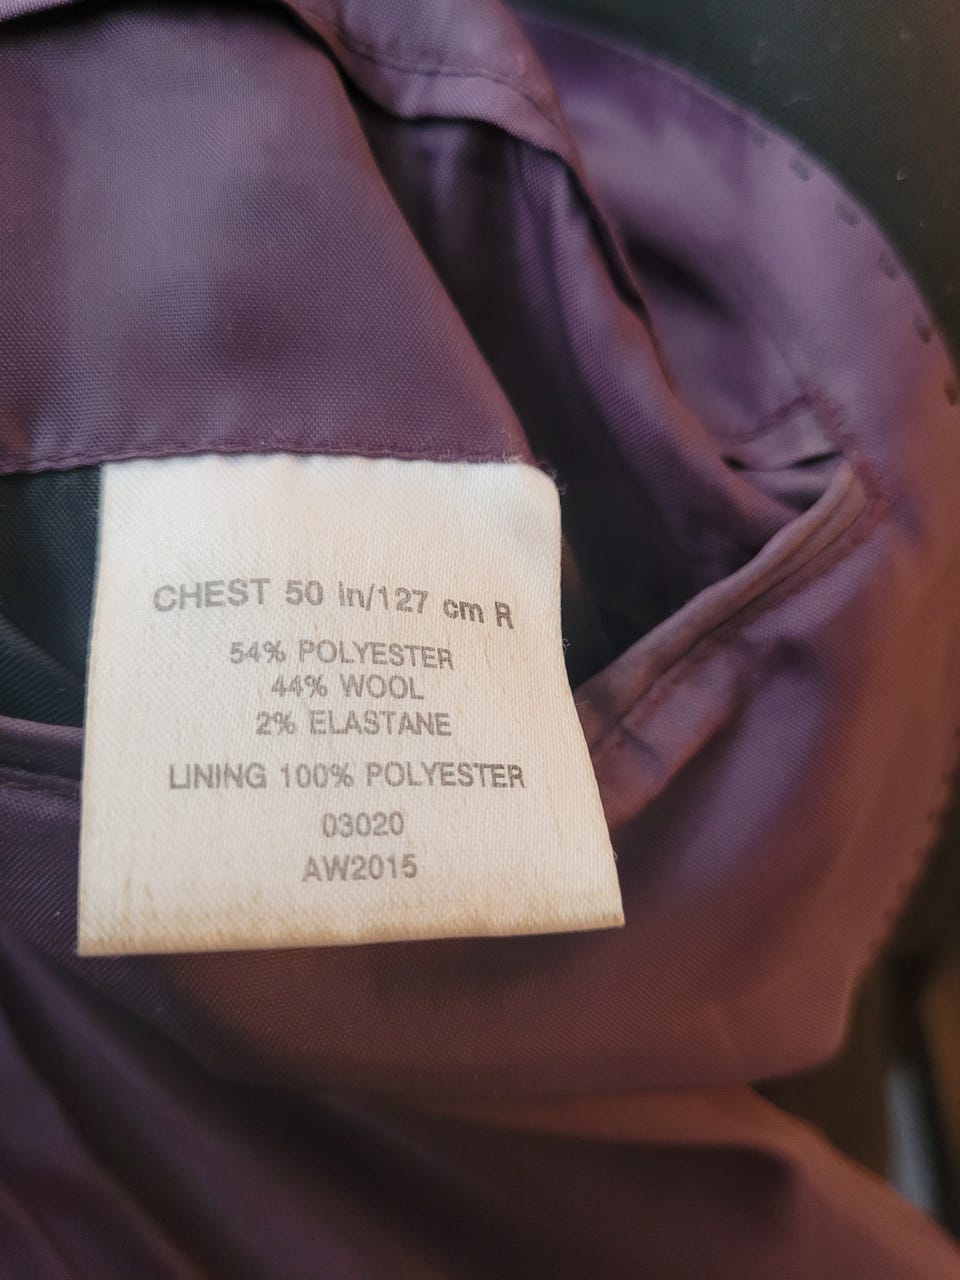 CHEST 50 in/127 cm R
54% POLYESTER
44% WOOL
2% ELASTANE
LINING 100% POLYESTER
03020
AW2015